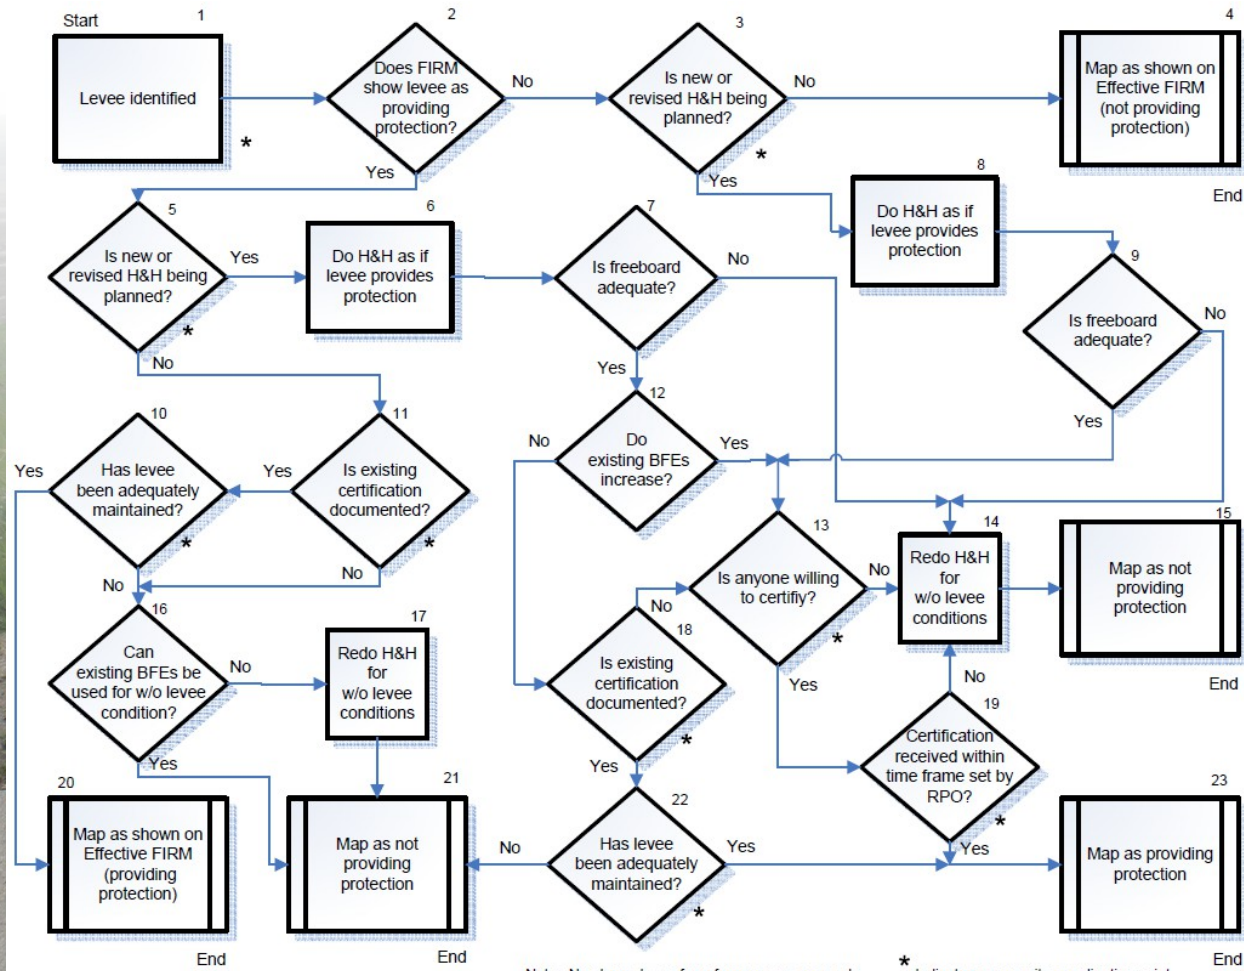 Start
1
Levee identified
*
2
Does FIRM
show levee as
providing
protection?
No
Yes
3
Is new or
revised H&H being
planned?
*
No
Yes
4
Map as shown on
Effective FIRM
(not providing
protection)
End
5
Is new or
revised H&H being
planned?
*
Yes
No
6
Do H&H as if
levee provides
protection
7
Is freeboard
adequate?
No
Yes
8
Do H&H as if
levee provides
protection
9
Is freeboard
adequate?
No
Yes
10
Has levee
been adequately
maintained?
*
Yes
No
11
Is existing
certification
documented?
*
Yes
No
12
Do
existing BFEs
increase?
No
Yes
13
Is anyone willing
to certifiy?
*
No
Yes
14
Redo H&H
for
w/o levee
conditions
15
Map as not
providing
protection
End
16
Can
existing BFEs be
used for w/o levee
condition?
No
Yes
17
Redo H&H
for
w/o levee
conditions
18
Is existing
certification
documented?
*
No
Yes
19
Certification
received within
time frame set by
RPO?
*
No
Yes
20
Map as shown on
Effective FIRM
(providing
protection)
End
21
Map as not
providing
protection
End
22
Has levee
been adequately
maintained?
*
No
Yes
23
Map as providing
protection
End
*